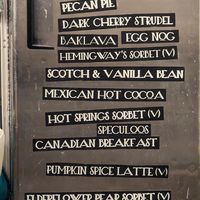 PECAN PIE
DARK CHERRY STRUDEL
BAKLAVA EGG NOG
HEMINGWAY'S SORBET (V)
SCOTCH & VANILLA BEAN
MEXICAN HOT COCOA
HOT SPRINGS SORBET (V)
SPECULOOS
CANADIAN BREAKFAST
PUMPKIN SPICE LATTE (V)
ELDERFLOWER PEAR SORBET (V)